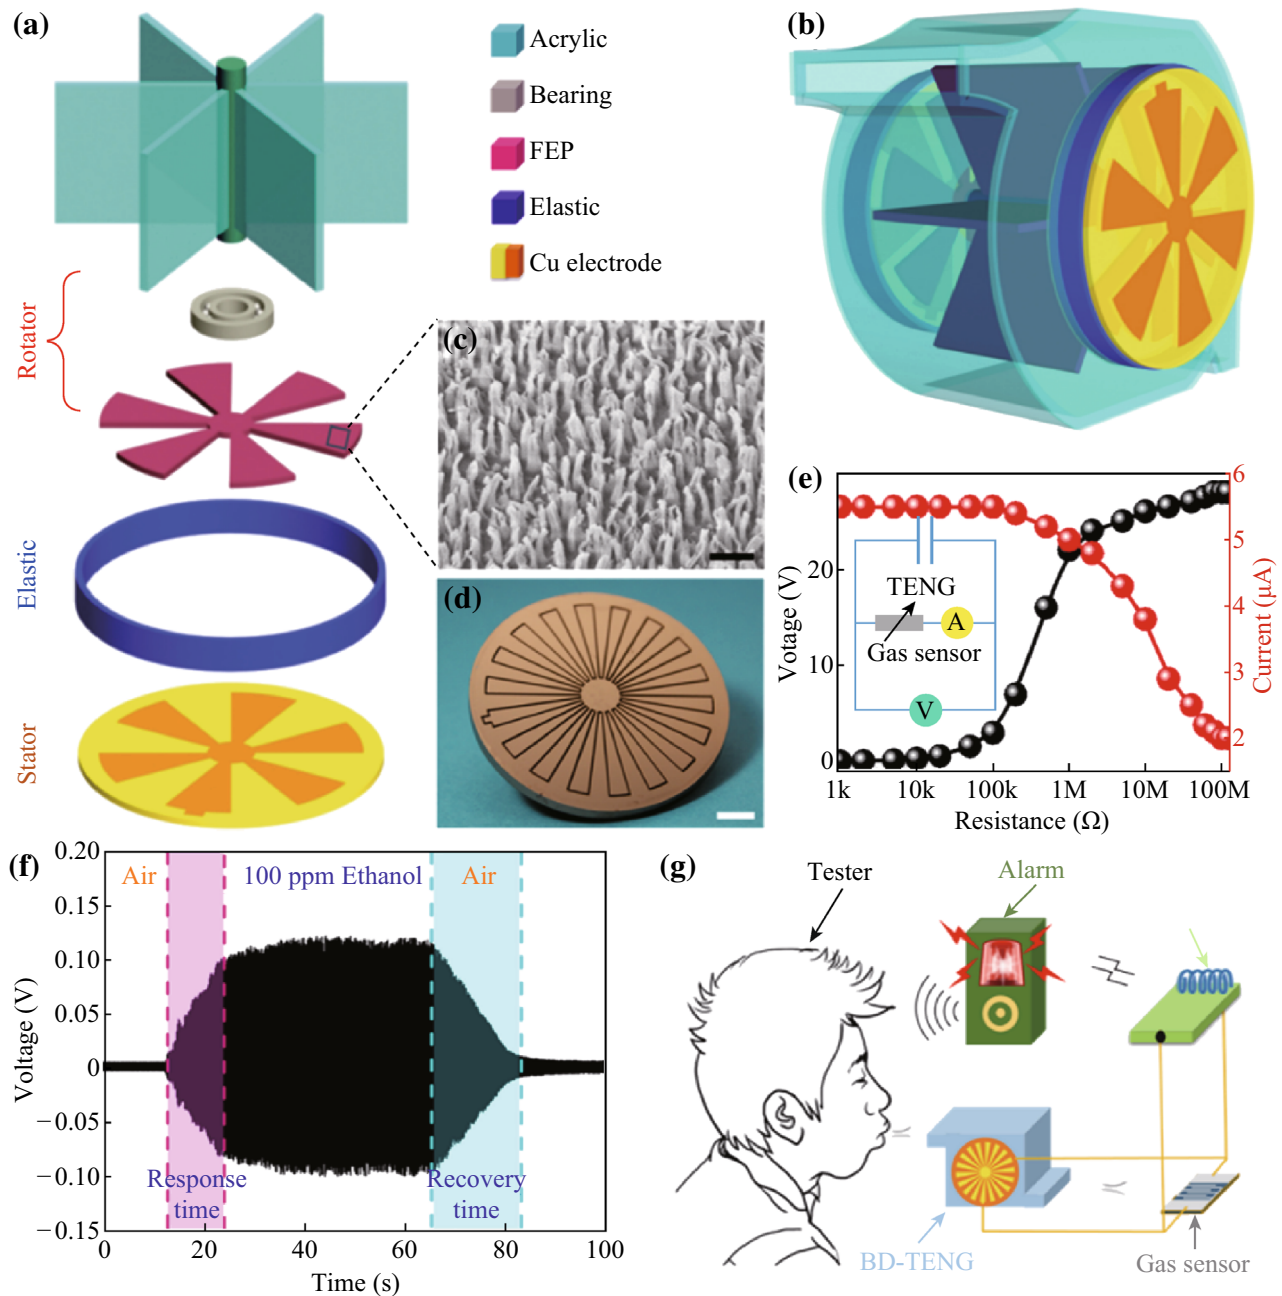 (a)
Acrylic
Bearing
FEP
Elastic
Cu electrode
Rotator
Elastic
Stator
(b)
(c)
(d)
(e)
Votage (V)
20
10
0
TENG
A
Gas sensor
V
6
5
4
3
2
Current (μA)
1k 10k 100k 1M 10M 100M
Resistance (Ω)
(f)
Voltage (V)
0.20
0.15
0.10
0.05
0
−0.05
−0.10
−0.15
Air 100 ppm Ethanol Air
Response
time
Recovery
time
0 20 40 60 80 100
Time (s)
(g)
Tester
Alarm
BD-TENG
Gas sensor